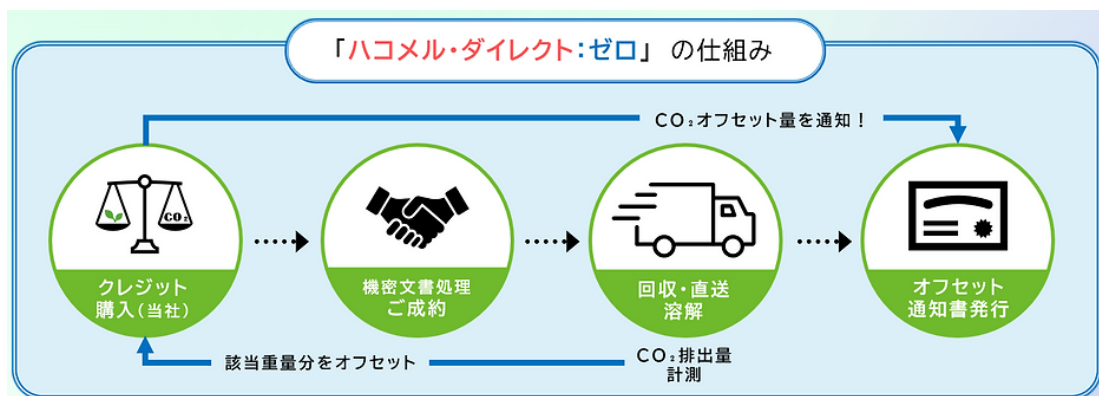 「ハコメル・ダイレクト：ゼロ」 の仕組み
CO₂オフセット量を通知！
CO₂
クレジット
購入(当社)
機密文書処理
ご成約
回収・直送
溶解
オフセット
通知書発行
該当重量分をオフセット
CO₂排出量
計測